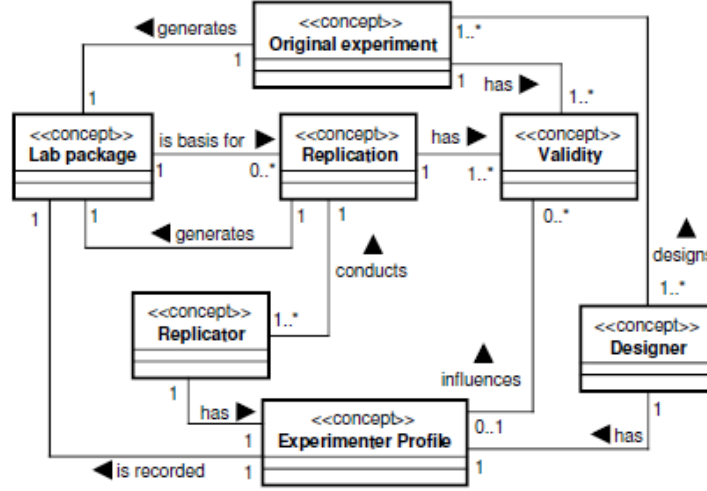 <<concept>>
Original experiment
◄ generates
1
1..*
1
has ►
1
1..*
<<concept>>
Lab package
is basis for ►
1
0..*
<<concept>>
Replication
has ►
1
1..*
<<concept>>
Validity
1
1
◄ generates
1
1
0..*
▲
conducts
▲
designs
1..*
<<concept>>
Replicator
1..*
<<concept>>
Designer
▲
influences
1
has ►
1
<<concept>>
Experimenter Profile
0..1
1
◄ has
1
◄ is recorded
1